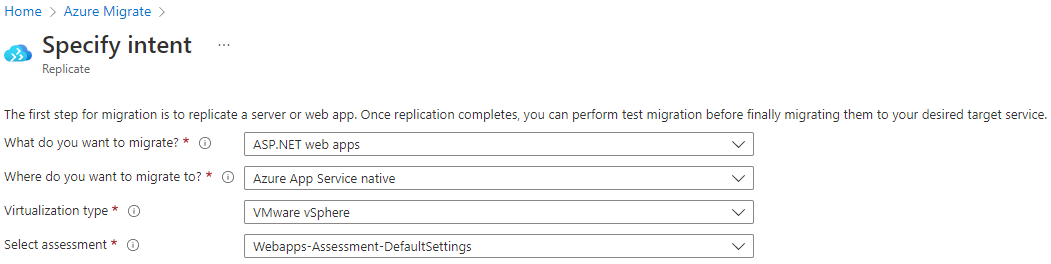 Home > Azure Migrate >
Specify intent ...
Replicate
The first step for migration is to replicate a server or web app. Once replication completes, you can perform test migration before finally migrating them to your desired target service.
What do you want to migrate? * ASP.NET web apps
Where do you want to migrate to? * Azure App Service native
Virtualization type * VMware vSphere
Select assessment * Webapps-Assessment-DefaultSettings